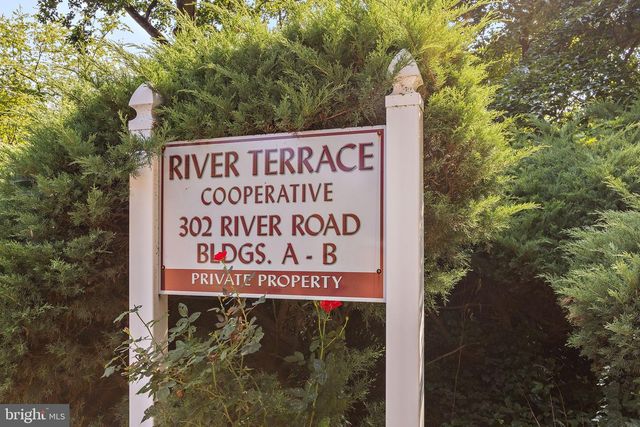 RIVER TERRACE
COOPERATIVE
302 RIVER ROAD
BLDGS. A - B
PRIVATE PROPERTY
bright MLS